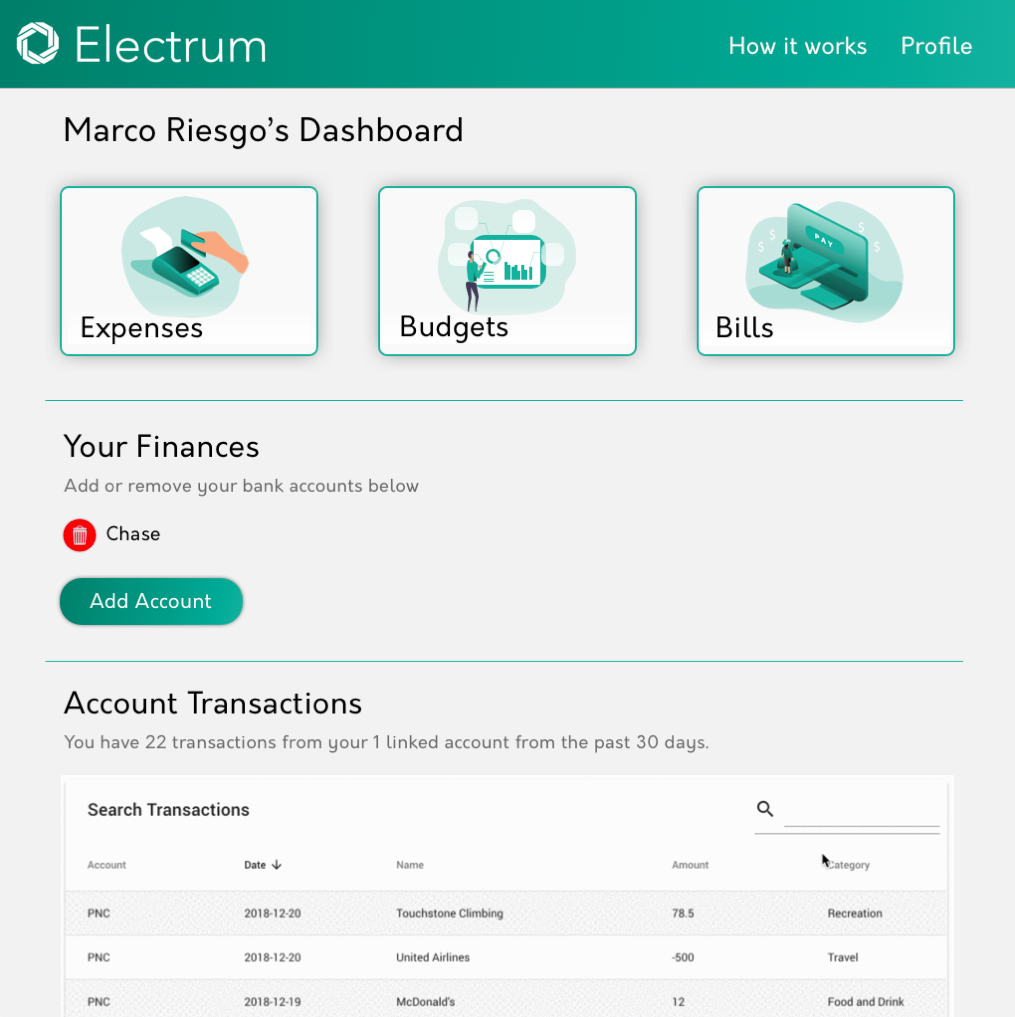 Electrum
How it works Profile
Marco Riesgo's Dashboard
PAY
$ $ $ $
Expenses Budgets Bills
Your Finances
Add or remove your bank accounts below
Chase
Add Account
Account Transactions
You have 22 transactions from your 1 linked account from the past 30 days.
Search Transactions
Account Date ↓ Name Amount Category
PNC 2018-12-20 Touchstone Climbing 78.5 Recreation
PNC 2018-12-20 United Airlines -500 Travel
PNC 2018-12-19 McDonald's 12 Food and Drink